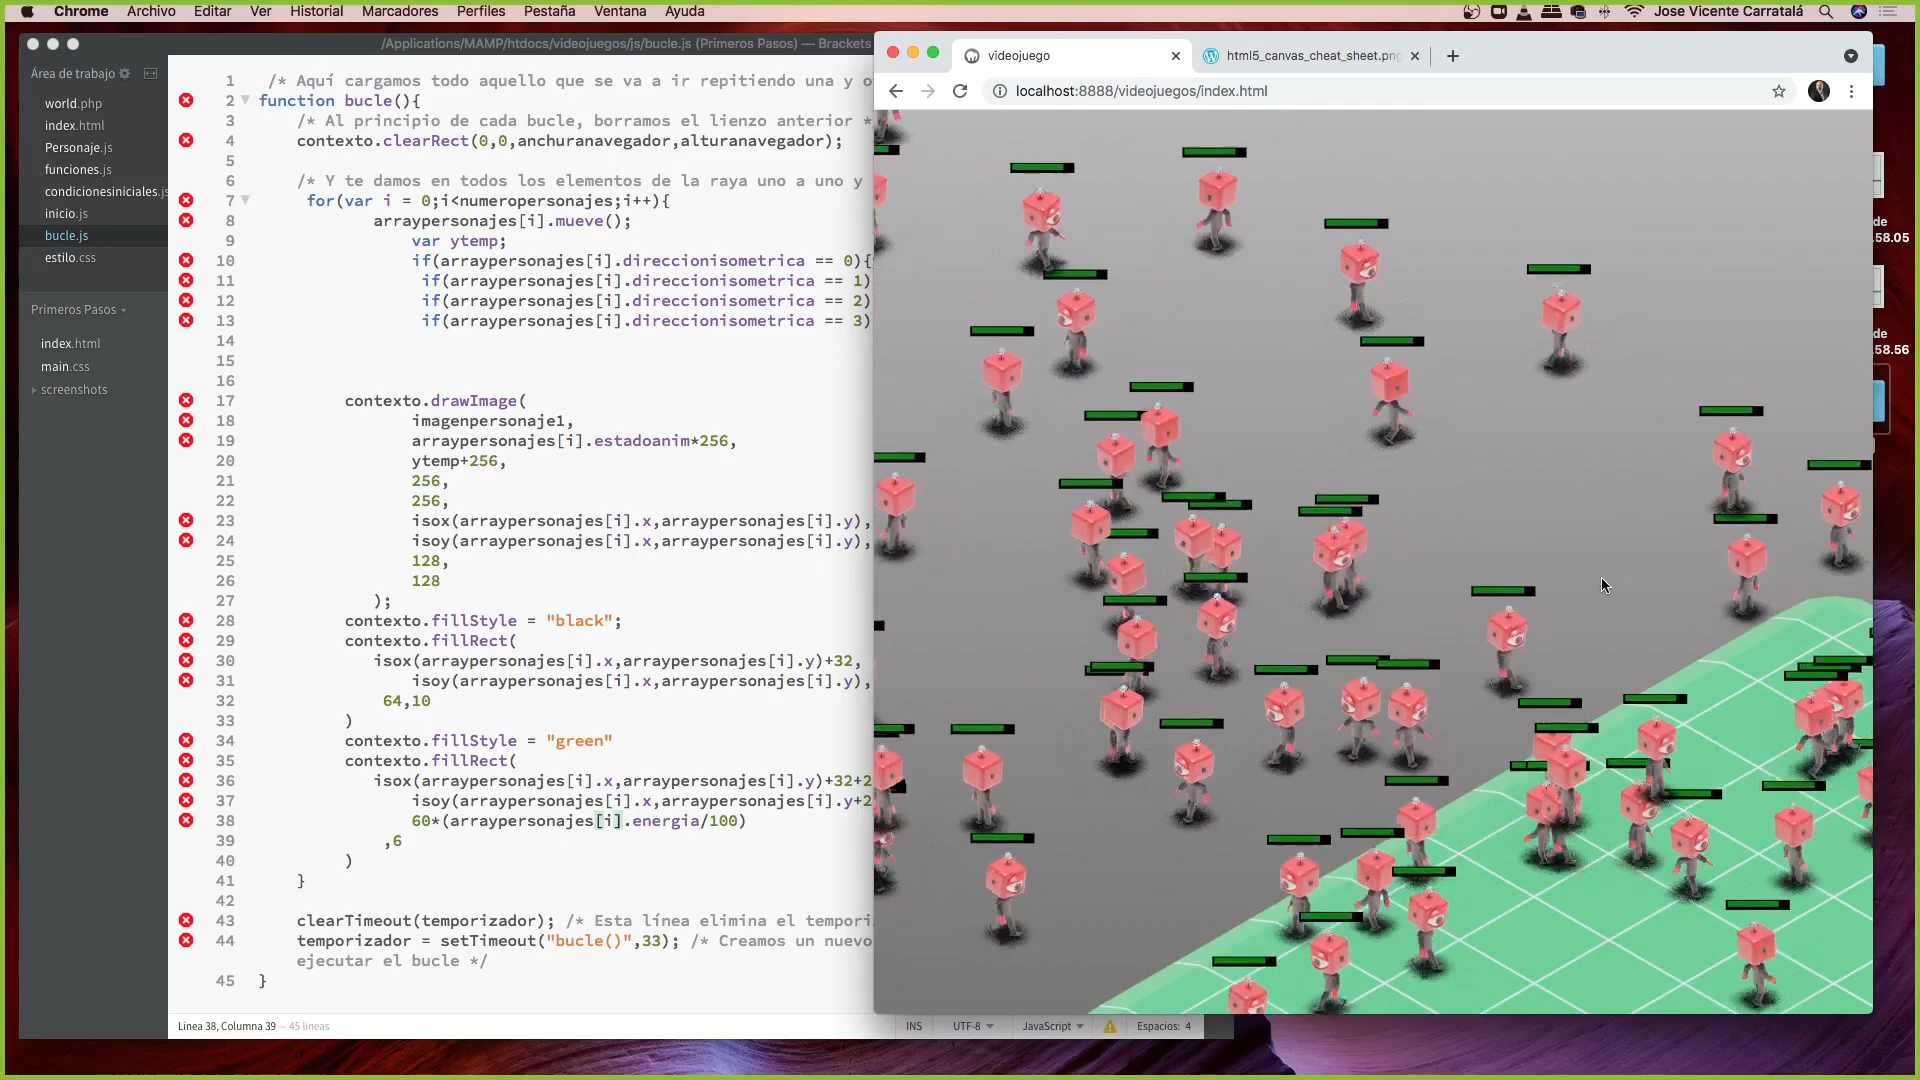 Chrome Archivo Editar Ver Historial Marcadores Perfiles Pestaña Ventana Ayuda
Jose Vicente Carratalá
/Applications/MAMP/htdocs/videojuegos/js/bucle.js (Primeros Pasos) — Brackets
Área de trabajo
world.php
index.html
Personaje.js
funciones.js
condicionesiniciales.js
inicio.js
bucle.js
estilo.css
Primeros Pasos
index.html
main.css
screenshots
1 /* Aquí cargamos todo aquello que se va a ir repitiendo una y o
2 function bucle(){
3 /* Al principio de cada bucle, borramos el lienzo anterior *
4 contexto.clearRect(0,0,anchuranavegador,alturanavegador);
5
6 /* Y te damos en todos los elementos de la raya uno a uno y
7 for(var i = 0;i<numeropersonajes;i++){
8 arraypersonajes[i].mueve();
9 var ytemp;
10 if(arraypersonajes[i].direccionisometrica == 0){
11 if(arraypersonajes[i].direccionisometrica == 1)
12 if(arraypersonajes[i].direccionisometrica == 2)
13 if(arraypersonajes[i].direccionisometrica == 3)
14
15
16
17 contexto.drawImage(
18 imagenpersonaje1,
19 arraypersonajes[i].estadoanim*256,
20 ytemp+256,
21 256,
22 256,
23 isox(arraypersonajes[i].x,arraypersonajes[i].y),
24 isoy(arraypersonajes[i].x,arraypersonajes[i].y),
25 128,
26 128
27 );
28 contexto.fillStyle = "black";
29 contexto.fillRect(
30 isox(arraypersonajes[i].x,arraypersonajes[i].y)+32,
31 isoy(arraypersonajes[i].x,arraypersonajes[i].y),
32 64,10
33 )
34 contexto.fillStyle = "green"
35 contexto.fillRect(
36 isox(arraypersonajes[i].x,arraypersonajes[i].y)+32+2
37 isoy(arraypersonajes[i].x,arraypersonajes[i].y+2
38 60*(arraypersonajes[i].energia/100)
39 ,6
40 )
41 }
42
43 clearTimeout(temporizador); /* Esta línea elimina el tempori
44 temporizador = setTimeout("bucle()",33); /* Creamos un nuevo
ejecutar el bucle */
45 }
Línea 38, Columna 39 — 45 líneas
INS UTF-8 JavaScript Espacios: 4
videojuego
html5_canvas_cheat_sheet.png
localhost:8888/videojuegos/index.html
de
.58.05
de
.58.56